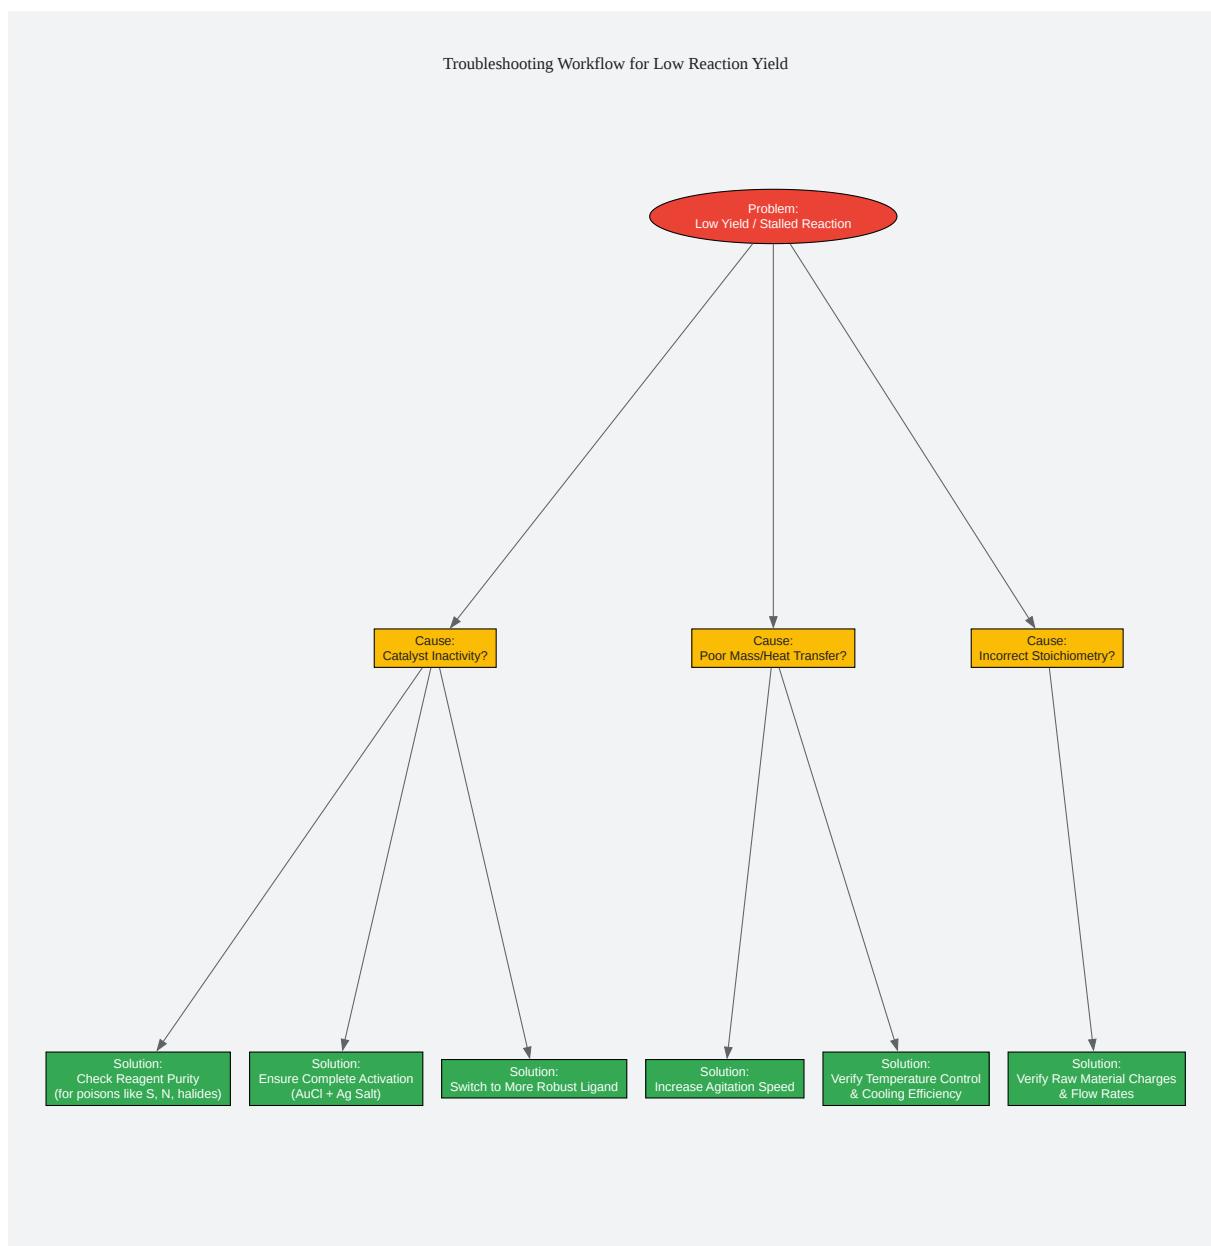 Troubleshooting Workflow for Low Reaction Yield
Problem:
Low Yield / Stalled Reaction
Cause:
Catalyst Inactivity?
Cause:
Poor Mass/Heat Transfer?
Cause:
Incorrect Stoichiometry?
Solution:
Check Reagent Purity
(for poisons like S, N, halides)
Solution:
Ensure Complete Activation
(AuCl + Ag Salt)
Solution:
Switch to More Robust Ligand
Solution:
Increase Agitation Speed
Solution:
Verify Temperature Control
& Cooling Efficiency
Solution:
Verify Raw Material Charges
& Flow Rates